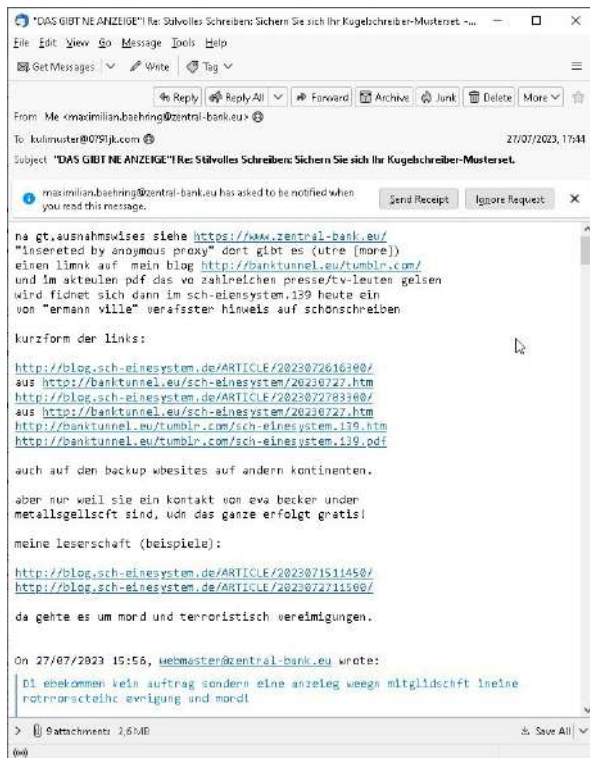 "DAS GIBT NE ANZEIGE"! Re: Stilvolles Schreiben: Sichern Sie sich Ihr Kugelschreiber-Musterset. -...
File Edit View Go Message Tools Help
Get Messages Write Tag
Reply Reply All Forward Archive Junk Delete More
From Me <maximilian.baehring@zentral-bank.eu>
To kulimuster@0791jk.com 27/07/2023, 17:44
Subject "DAS GIBT NE ANZEIGE"! Re: Stilvolles Schreiben: Sichern Sie sich Ihr Kugelschreiber-Musterset.
maximilian.baehring@zentral-bank.eu has asked to be notified when Send Receipt Ignore Request
you read this message.
na gt,ausnahmswises siehe https://www.zentral-bank.eu/
"insereted by anoymous proxy" dort gibt es (utre [more])
einen limnk auf mein blog http://banktunnel.eu/tumblr.com/
und im akteulen pdf das vo zahlreichen presse/tv-leuten gelsen
wird fidnet sich dann im sch-eiensystem.139 heute ein
von "ermann ville" verafsster hinweis auf schönschreiben
kurzform der links:
http://blog.sch-einesystem.de/ARTICLE/2023072616300/
aus http://banktunnel.eu/sch-einesystem/20230727.htm
http://blog.sch-einesystem.de/ARTICLE/2023072703300/
aus http://banktunnel.eu/sch-einesystem/20230727.htm
http://banktunnel.eu/tumblr.com/sch-einesystem.139.htm
http://banktunnel.eu/tumblr.com/sch-einesystem.139.pdf
auch auf den backup wbesites auf andern kontinenten.
aber nur weil sie ein kontakt von eva becker under
metallsgellscft sind, udn das ganze erfolgt gratis!
meine leserschaft (beispiele):
http://blog.sch-einesystem.de/ARTICLE/2023071511450/
http://blog.sch-einesystem.de/ARTICLE/2023072711500/
da gehte es um mord und terroristisch vereimigungen.
On 27/07/2023 15:56, webmaster@zentral-bank.eu wrote:
Di ebekommen kein auftrag sondern eine anzeieg weegn mitglidschft ineine
rotrrorscteihc evrigung und mord!
9 attachments 2,6 MB Save All